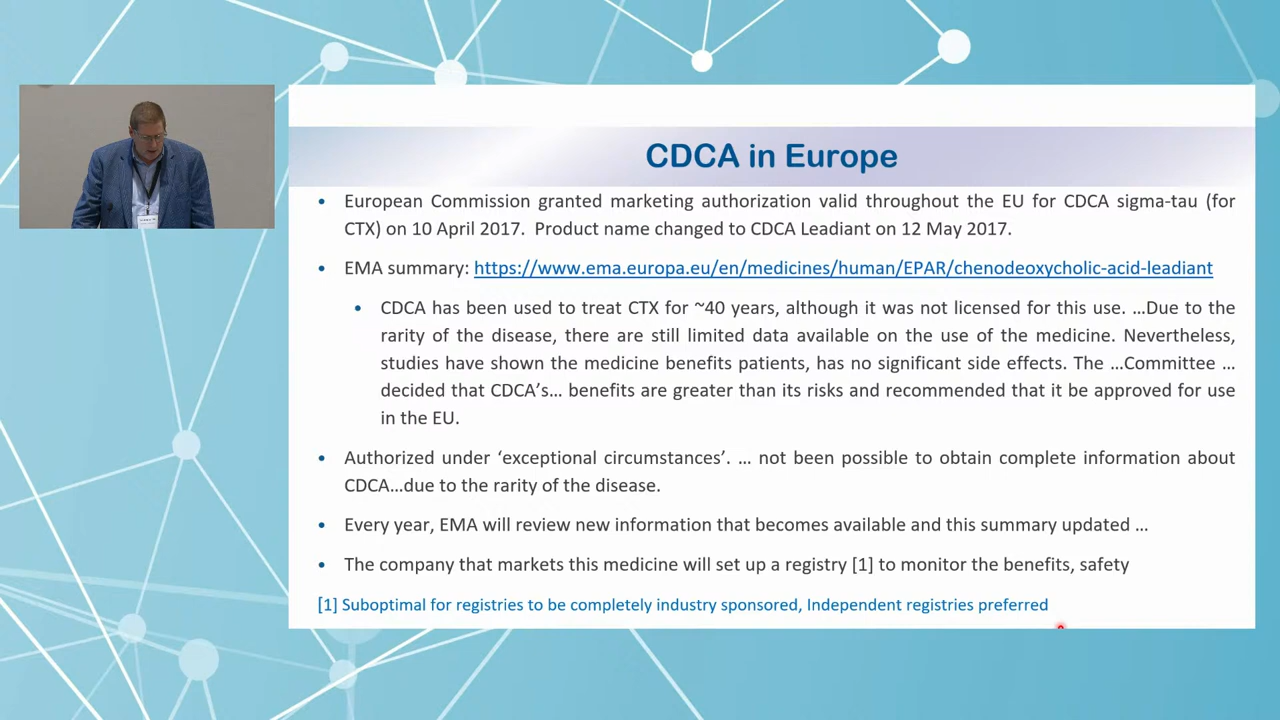 CDCA in Europe
• European Commission granted marketing authorization valid throughout the EU for CDCA sigma-tau (for
CTX) on 10 April 2017. Product name changed to CDCA Leadiant on 12 May 2017.
• EMA summary: https://www.ema.europa.eu/en/medicines/human/EPAR/chenodeoxycholic-acid-leadiant
• CDCA has been used to treat CTX for ~40 years, although it was not licensed for this use. …Due to the
rarity of the disease, there are still limited data available on the use of the medicine. Nevertheless,
studies have shown the medicine benefits patients, has no significant side effects. The …Committee …
decided that CDCA’s… benefits are greater than its risks and recommended that it be approved for use
in the EU.
• Authorized under ‘exceptional circumstances’. … not been possible to obtain complete information about
CDCA…due to the rarity of the disease.
• Every year, EMA will review new information that becomes available and this summary updated …
• The company that markets this medicine will set up a registry [1] to monitor the benefits, safety
[1] Suboptimal for registries to be completely industry sponsored, Independent registries preferred